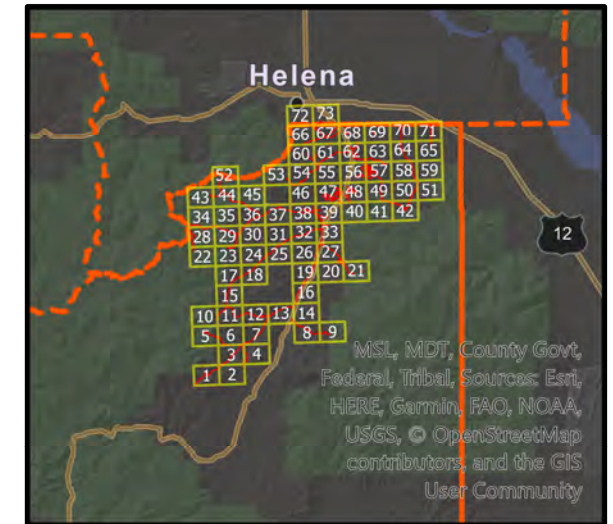 Helena
72 73
66 67 68 69 70 71
60 61 62 63 64 65
52 53 54 55 56 57 58 59
43 44 45 46 47 48 49 50 51
34 35 36 37 38 39 40 41 42
28 29 30 31 32 33
22 23 24 25 26 27
17 18 19 20 21
15 16
10 11 12 13 14
5 6 7 8 9
3 4
1 2
12
MSL, MDT, County Govt,
Federal, Tribal, Sources: Esri,
HERE, Garmin, FAO, NOAA,
USGS, © OpenStreetMap
contributors, and the GIS
User Community